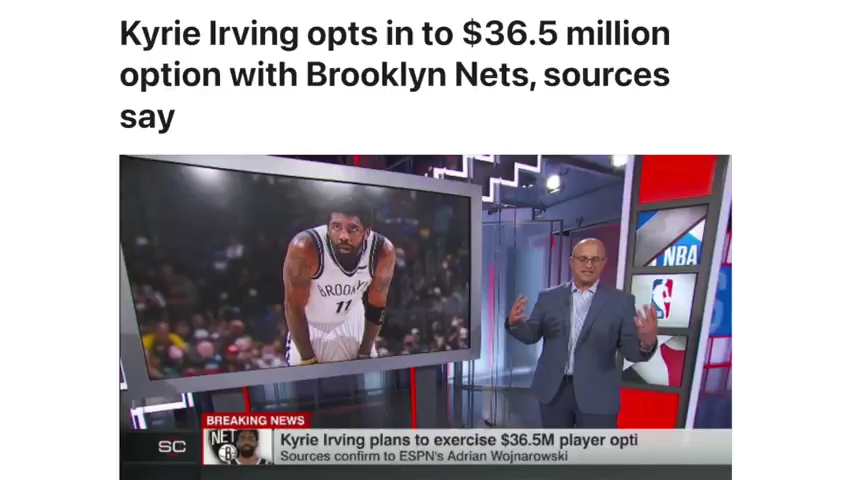 Kyrie Irving opts in to $36.5 million
option with Brooklyn Nets, sources
say
BROOKLYN
11
NBA
BREAKING NEWS
SC
NET
B
Kyrie Irving plans to exercise $36.5M player opti
Sources confirm to ESPN's Adrian Wojnarowski